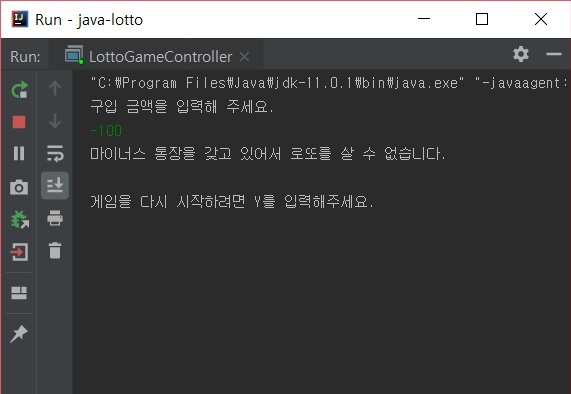 Run - java-lotto
Run: LottoGameController
"C:\Program Files\Java\jdk-11.0.1\bin\java.exe" "-javaagent:
구입 금액을 입력해 주세요.
-100
마이너스 통장을 갖고 있어서 로또를 살 수 없습니다.
게임을 다시 시작하려면 Y를 입력해주세요.